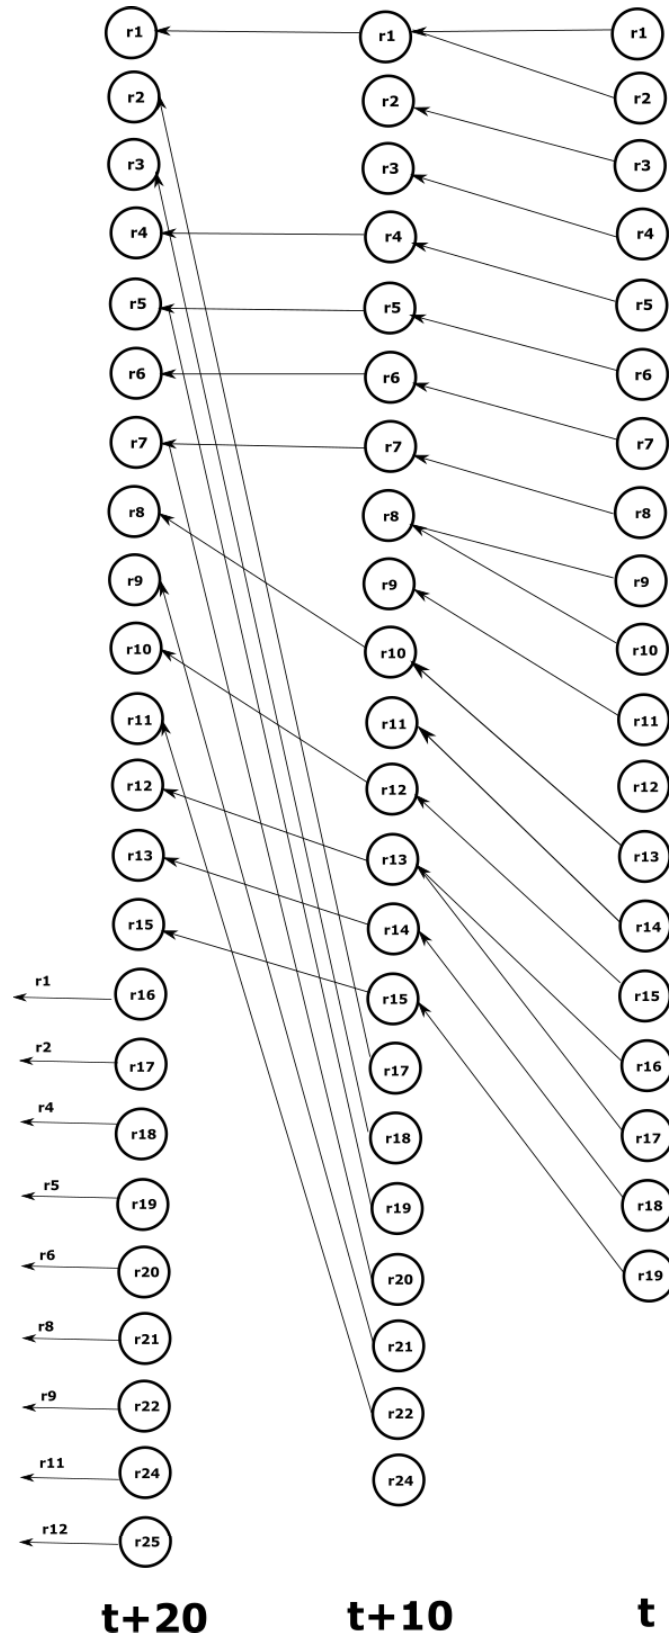 r1 r1 r1
r2 r2 r2
r3 r3 r3
r4 r4 r4
r5 r5 r5
r6 r6 r6
r7 r7 r7
r8 r8 r8
r9 r9 r9
r10 r10 r10
r11 r11 r11
r12 r12 r12
r13 r13 r13
r15 r14 r14
r1 r16 r15 r15
r2 r17 r17 r16
r4 r18 r18 r17
r5 r19 r19 r18
r6 r20 r20 r19
r8 r21 r21
r9 r22 r22
r11 r24 r24
r12 r25
t+20 t+10 t